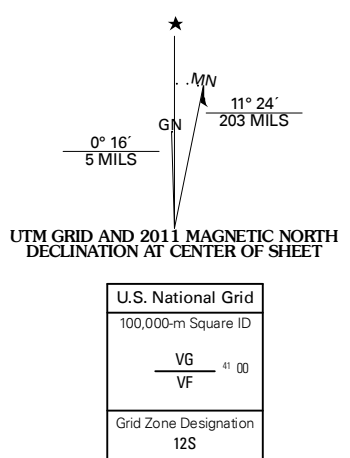 MN
11° 24´
203 MILS
GN
0° 16´
5 MILS
UTM GRID AND 2011 MAGNETIC NORTH
DECLINATION AT CENTER OF SHEET
U.S. National Grid
100,000-m Square ID
VG
41 00
VF
Grid Zone Designation
12S